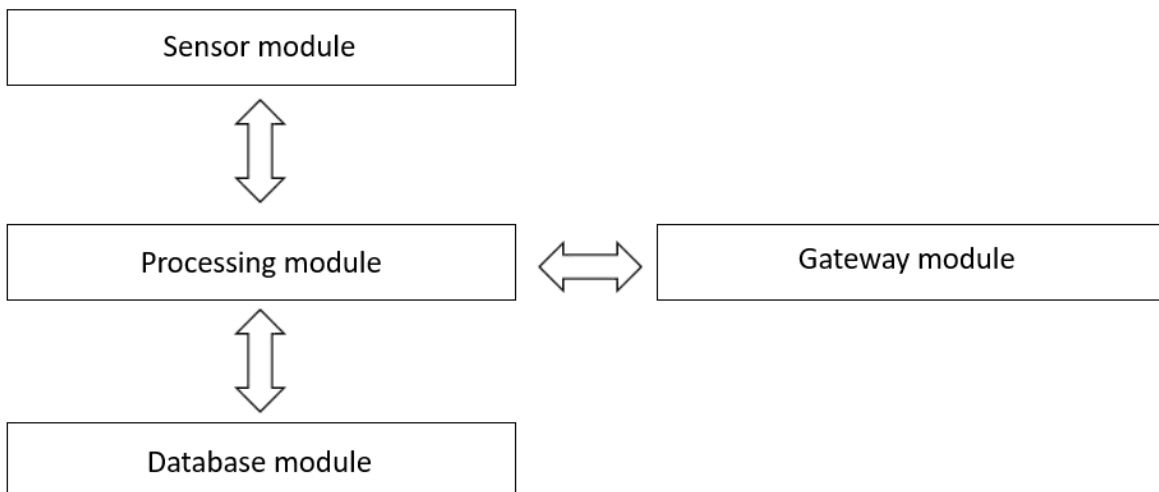 Sensor module
Processing module
Gateway module
Database module